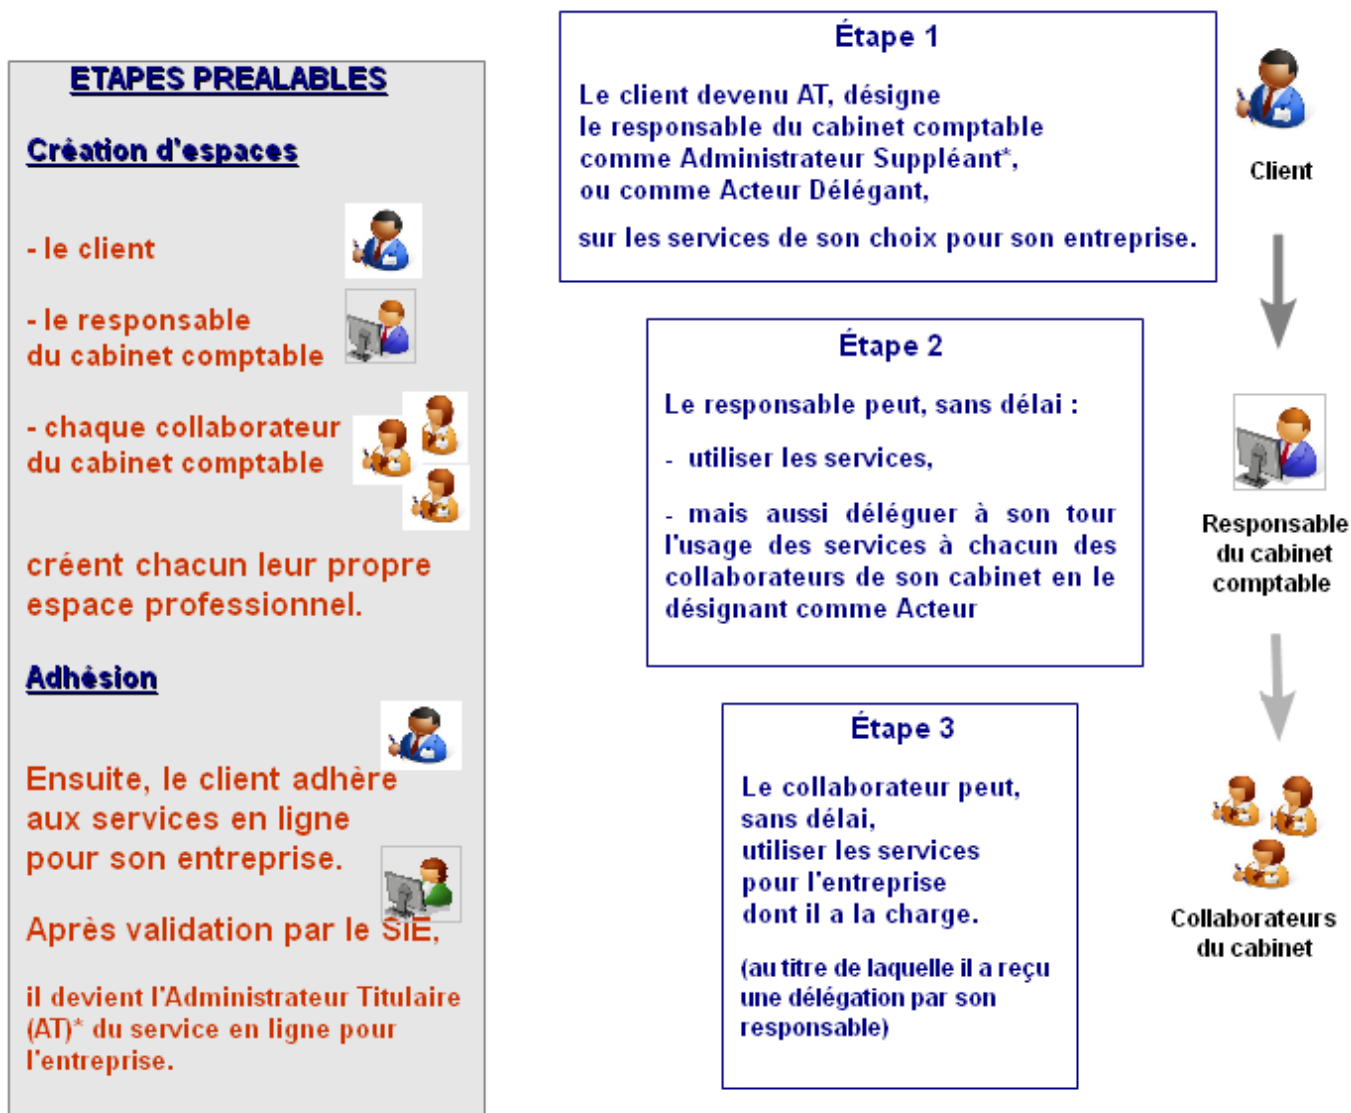 ETAPES PREALABLES
Création d'espaces
- le client
- le responsable
du cabinet comptable
- chaque collaborateur
du cabinet comptable
créent chacun leur propre
espace professionnel.
Adhésion
Ensuite, le client adhère
aux services en ligne
pour son entreprise.
Après validation par le SIE,
il devient l'Administrateur Titulaire
(AT)* du service en ligne pour
l'entreprise.
Étape 1
Le client devenu AT, désigne
le responsable du cabinet comptable
comme Administrateur Suppléant*,
ou comme Acteur Délégant,
sur les services de son choix pour son entreprise.
Étape 2
Le responsable peut, sans délai :
- utiliser les services,
- mais aussi déléguer à son tour
l'usage des services à chacun des
collaborateurs de son cabinet en le
désignant comme Acteur
Étape 3
Le collaborateur peut,
sans délai,
utiliser les services
pour l'entreprise
dont il a la charge.
(au titre de laquelle il a reçu
une délégation par son
responsable)
Client
Responsable
du cabinet
comptable
Collaborateurs
du cabinet